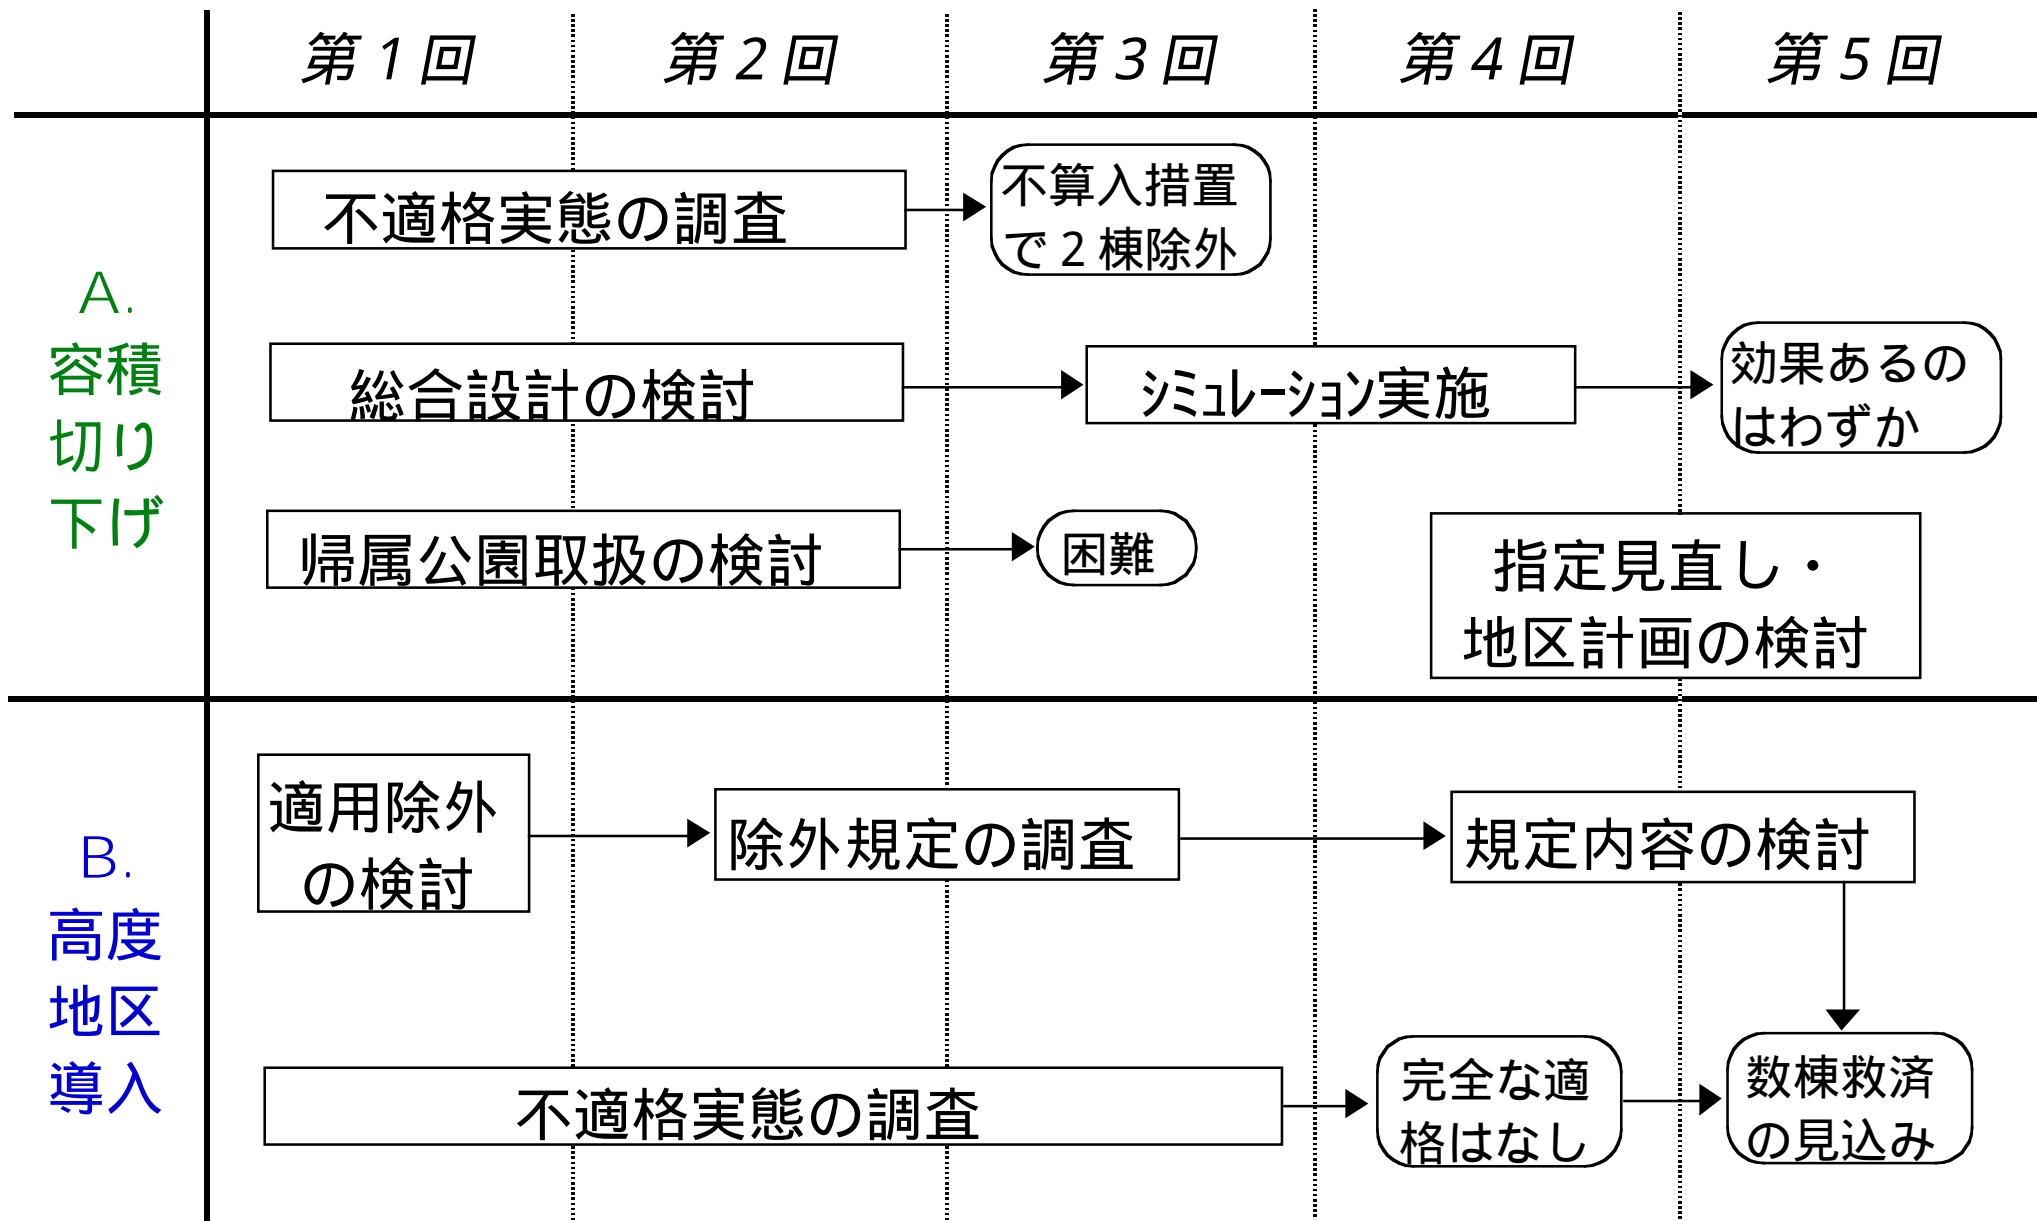 第1回
第2回
第3回
第4回
第5回
A.
容積
切り
下げ
不適格実態の調査
不算入措置
で2棟除外
総合設計の検討
ｼﾐｭﾚｰｼｮﾝ実施
効果あるの
はわずか
帰属公園取扱の検討
困難
指定見直し・
地区計画の検討
B.
高度
地区
導入
適用除外
の検討
除外規定の調査
規定内容の検討
不適格実態の調査
完全な適
格はなし
数棟救済
の見込み